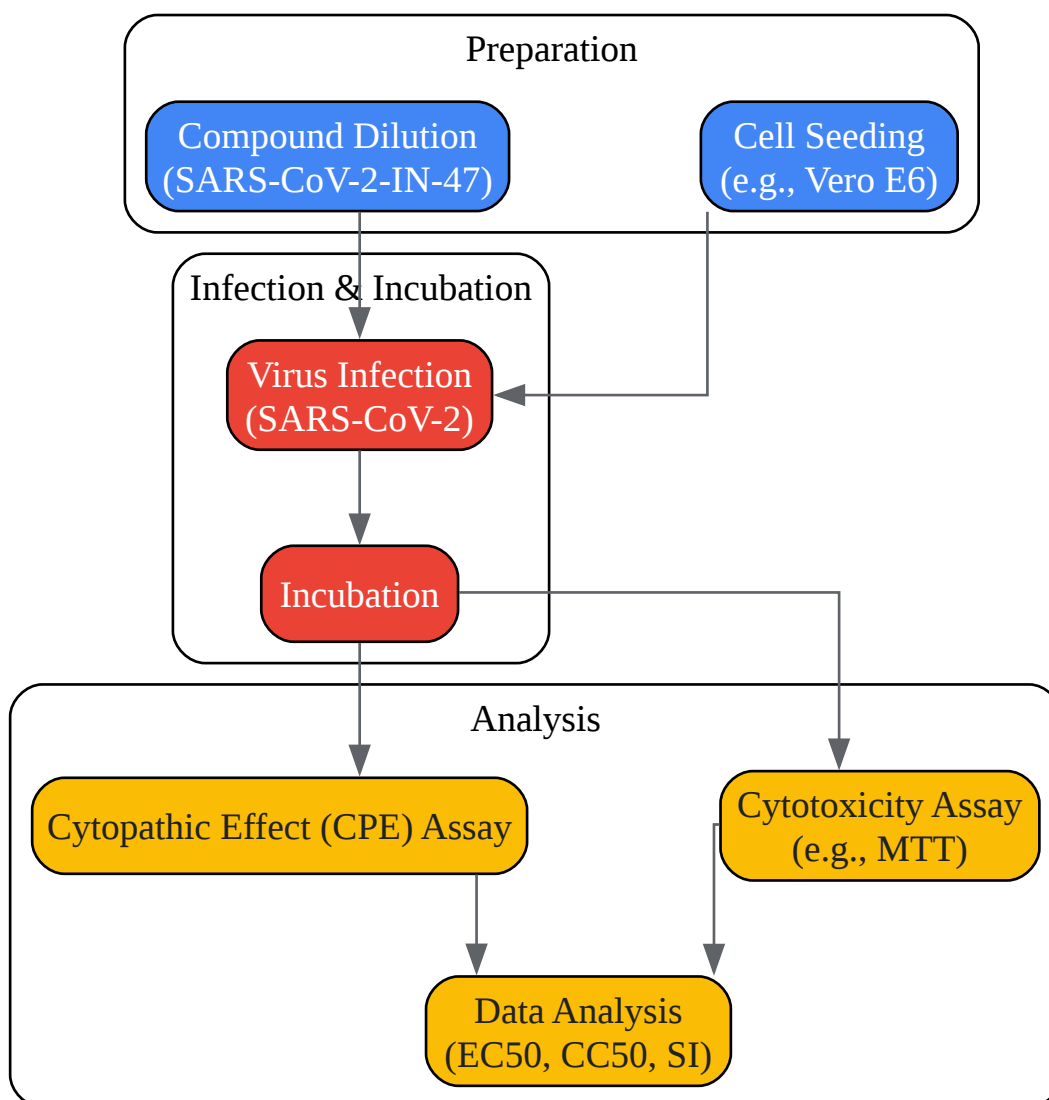 Preparation
Compound Dilution
(SARS-CoV-2-IN-47)
Cell Seeding
(e.g., Vero E6)
Infection & Incubation
Virus Infection
(SARS-CoV-2)
Incubation
Analysis
Cytopathic Effect (CPE) Assay
Cytotoxicity Assay
(e.g., MTT)
Data Analysis
(EC50, CC50, SI)